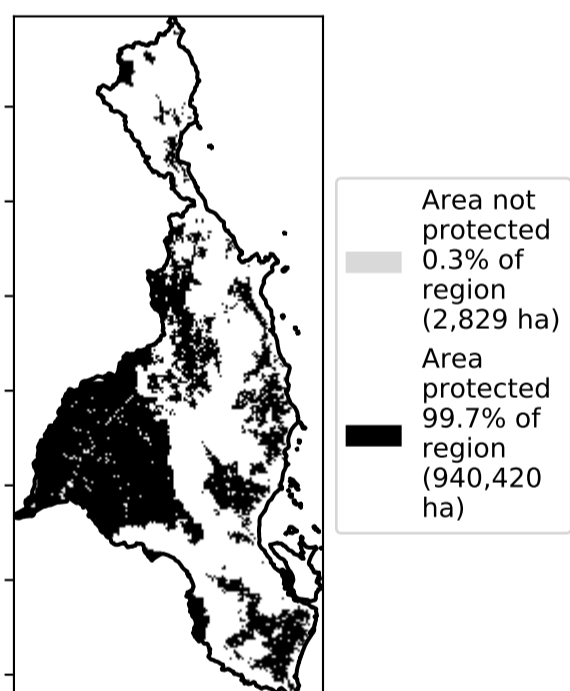 Area not
protected
0.3% of
region
(2,829 ha)
Area
protected
99.7% of
region
(940,420
ha)